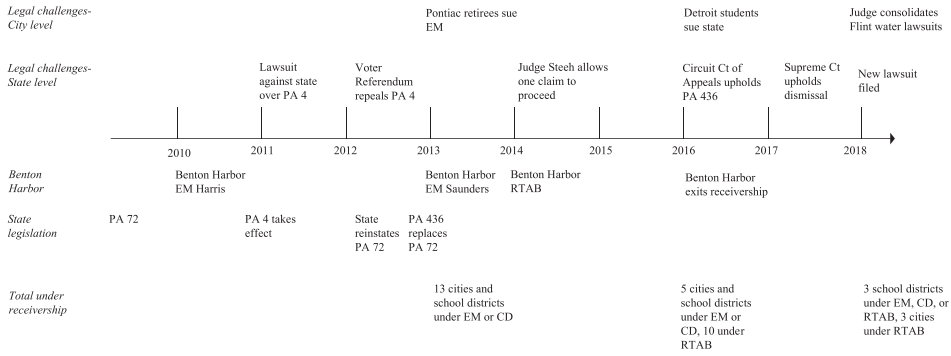 Legal challenges-
City level
Pontiac retirees sue
EM
Detroit students
sue state
Judge consolidates
Flint water lawsuits
Legal challenges-
State level
Lawsuit
against state
over PA 4
Voter
Referendum
repeals PA 4
Judge Steeh allows
one claim to
proceed
Circuit Ct of
Appeals upholds
PA 436
Supreme Ct
upholds
dismissal
New lawsuit
filed
2010
2011
2012
2013
2014
2015
2016
2017
2018
Benton
Harbor
Benton Harbor
EM Harris
Benton Harbor
EM Saunders
Benton Harbor
RTAB
Benton Harbor
exits receivership
State
legislation
PA 72
PA 4 takes
effect
State
reinstates
PA 72
PA 436
replaces
PA 72
Total under
receivership
13 cities and
school districts
under EM or CD
5 cities and
school districts
under EM or
CD, 10 under
RTAB
3 school districts
under EM, CD, or
RTAB, 3 cities
under RTAB